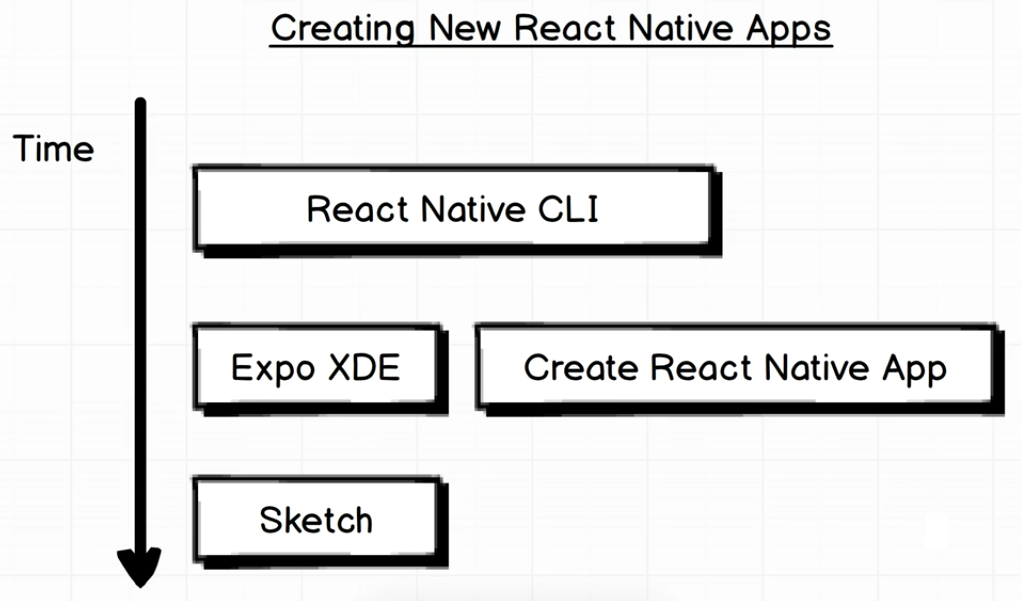 Creating New React Native Apps
Time
React Native CLI
Expo XDE
Create React Native App
Sketch